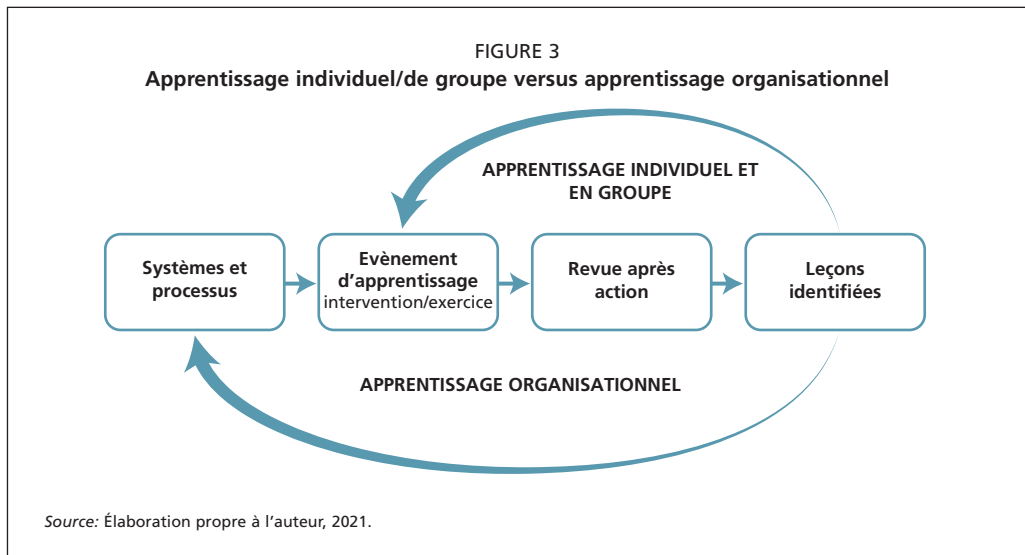 FIGURE 3
Apprentissage individuel/de groupe versus apprentissage organisationnel
APPRENTISSAGE INDIVIDUEL ET
EN GROUPE
Systèmes et
processus
Evènement
d'apprentissage
intervention/exercice
Revue après
action
Leçons
identifiées
APPRENTISSAGE ORGANISATIONNEL
Source: Élaboration propre à l'auteur, 2021.